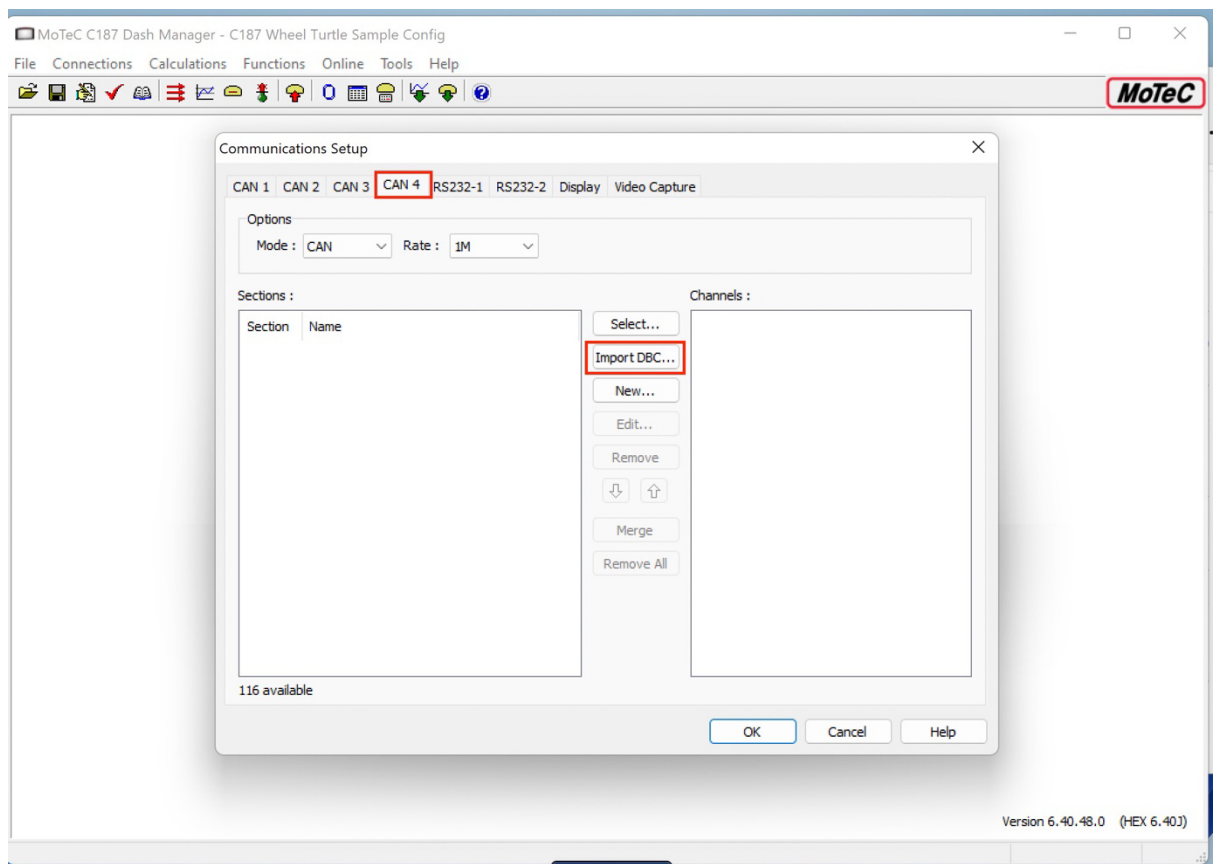 MoTeC C187 Dash Manager - C187 Wheel Turtle Sample Config
File Connections Calculations Functions Online Tools Help
MoTeC
Communications Setup
CAN 1 CAN 2 CAN 3 CAN 4 RS232-1 RS232-2 Display Video Capture
Options
Mode : CAN Rate : 1M
Sections : Channels :
Section Name
Select...
Import DBC...
New...
Edit...
Remove
Merge
Remove All
116 available
OK Cancel Help
Version 6.40.48.0 (HEX 6.40J)